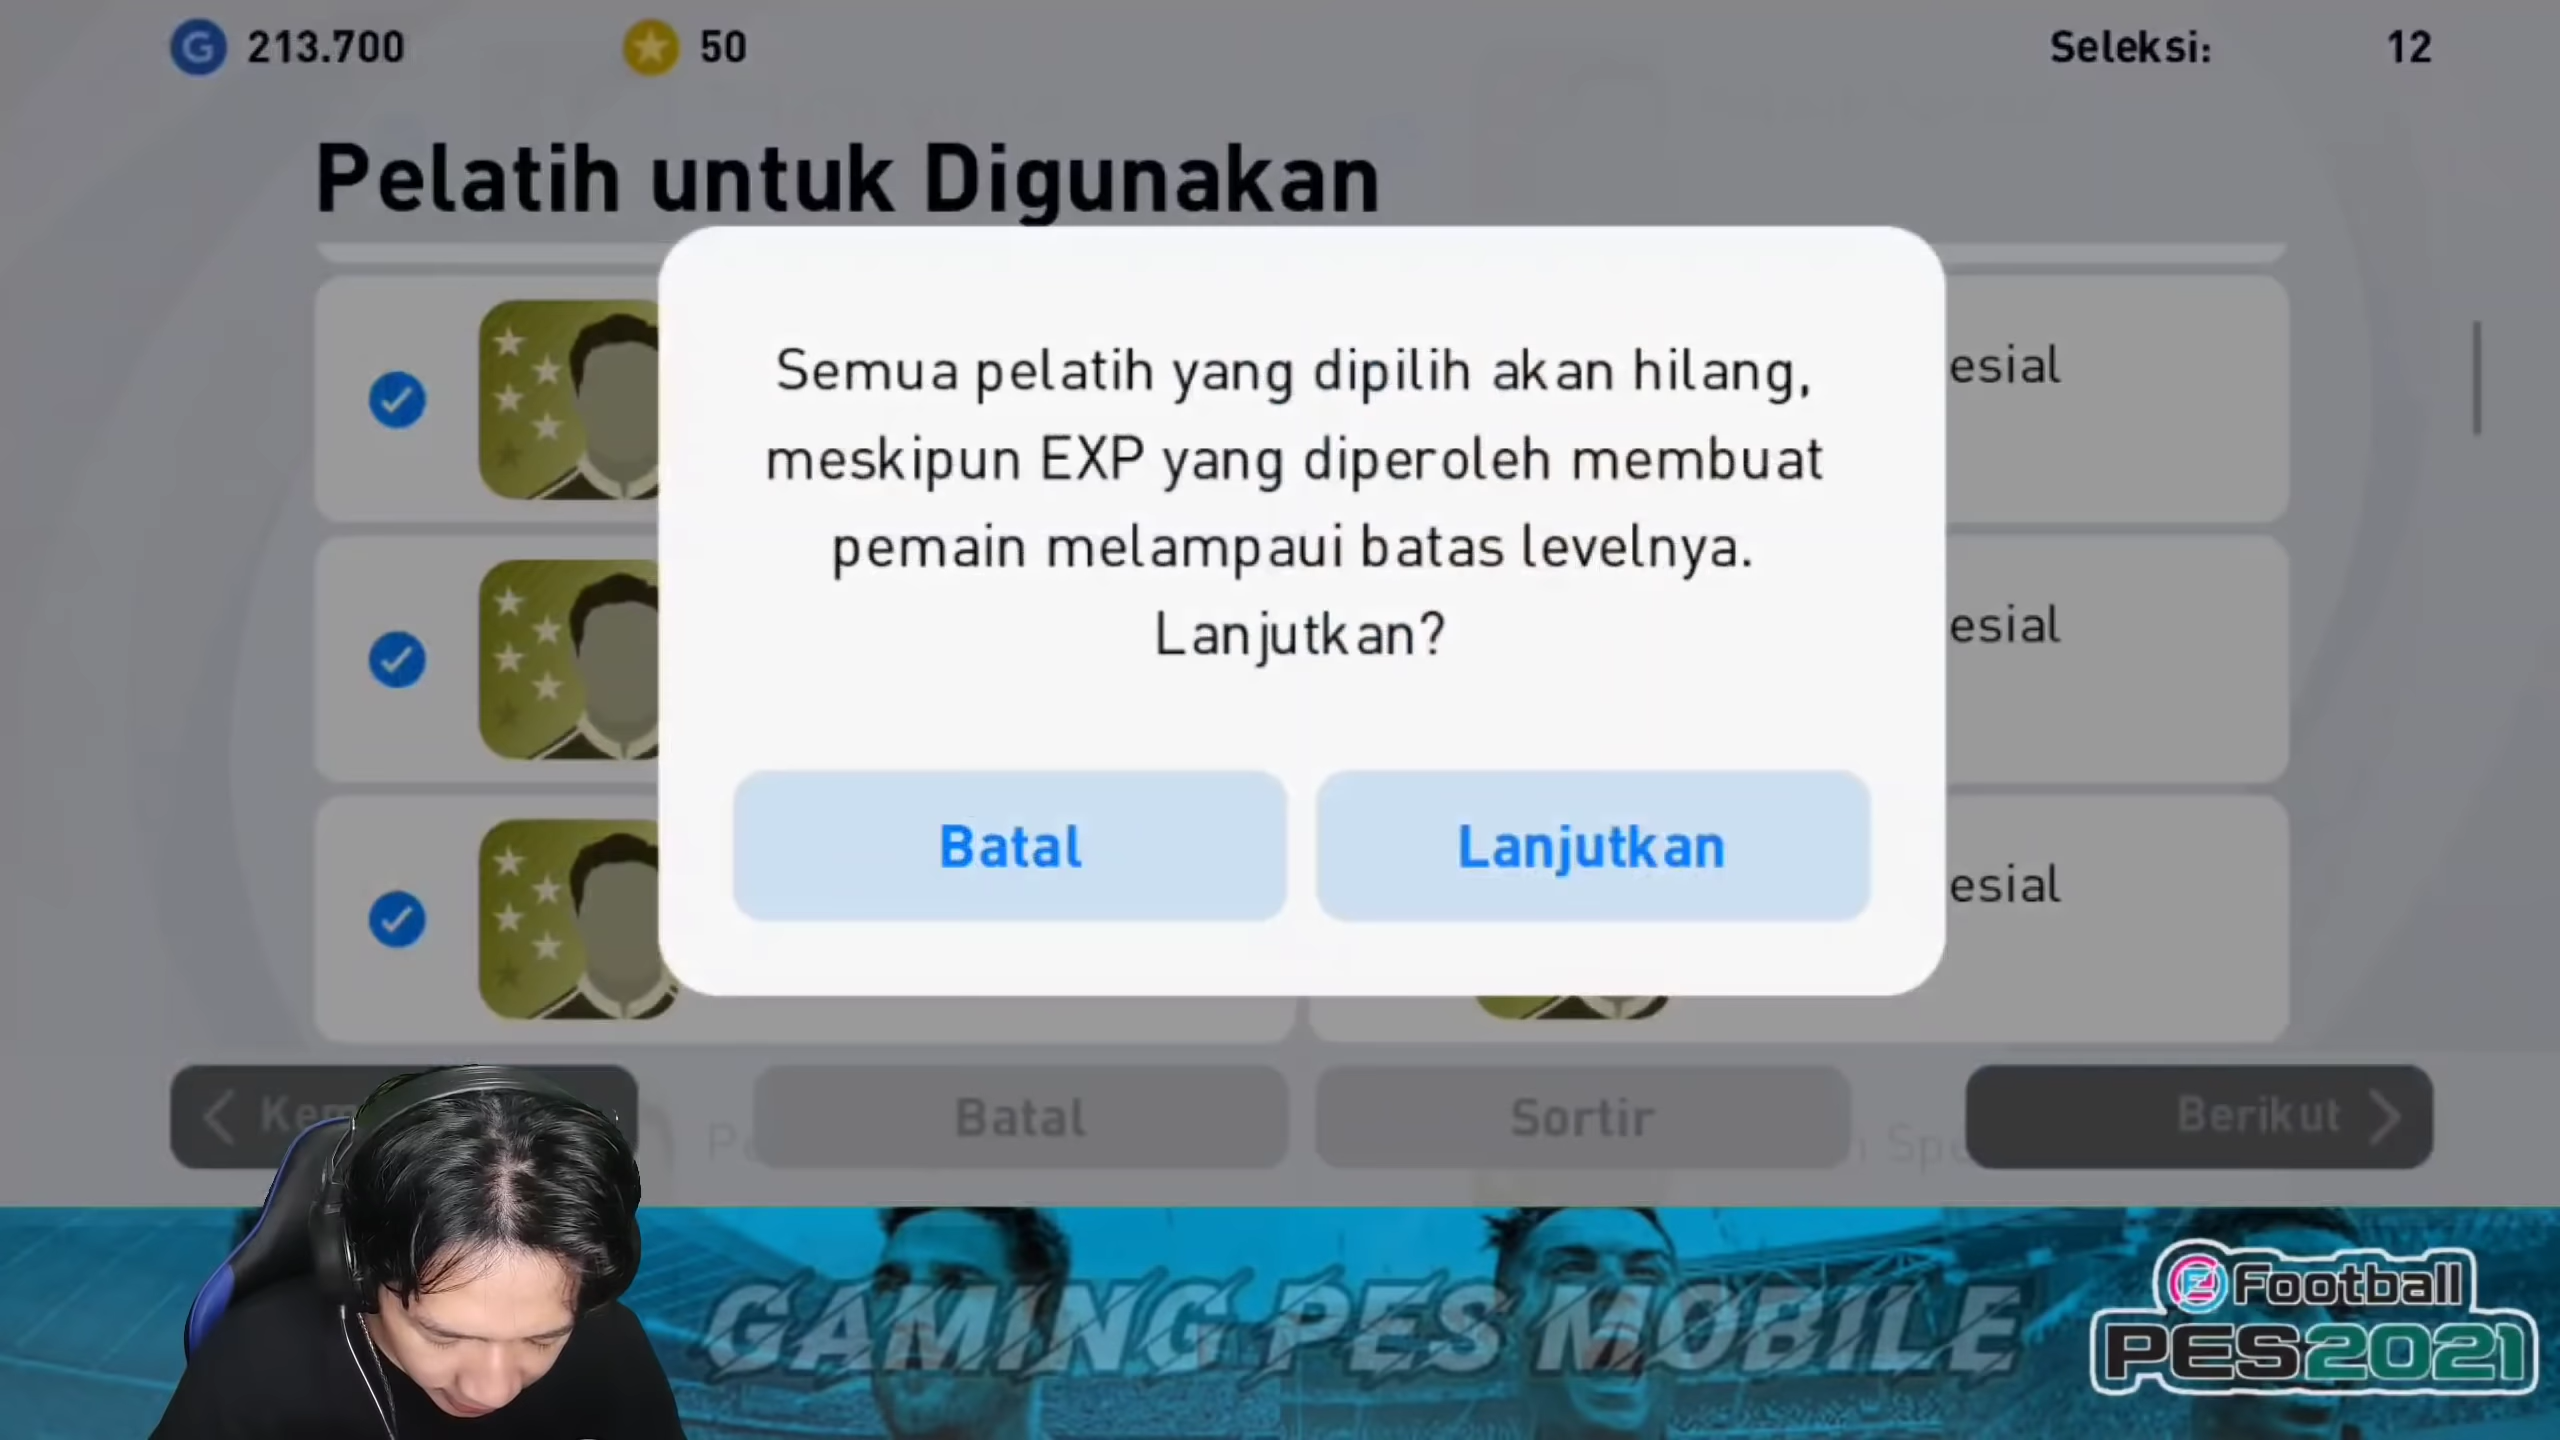 G 213.700
50
Seleksi: 12
Pelatih untuk Digunakan
Semua pelatih yang dipilih akan hilang,
meskipun EXP yang diperoleh membuat
pemain melampaui batas levelnya.
Lanjutkan?
Batal
Lanjutkan
esial
esial
esial
Batal
Sortir
Berikut
GAMING PES MOBILE
eFootball
PES2021